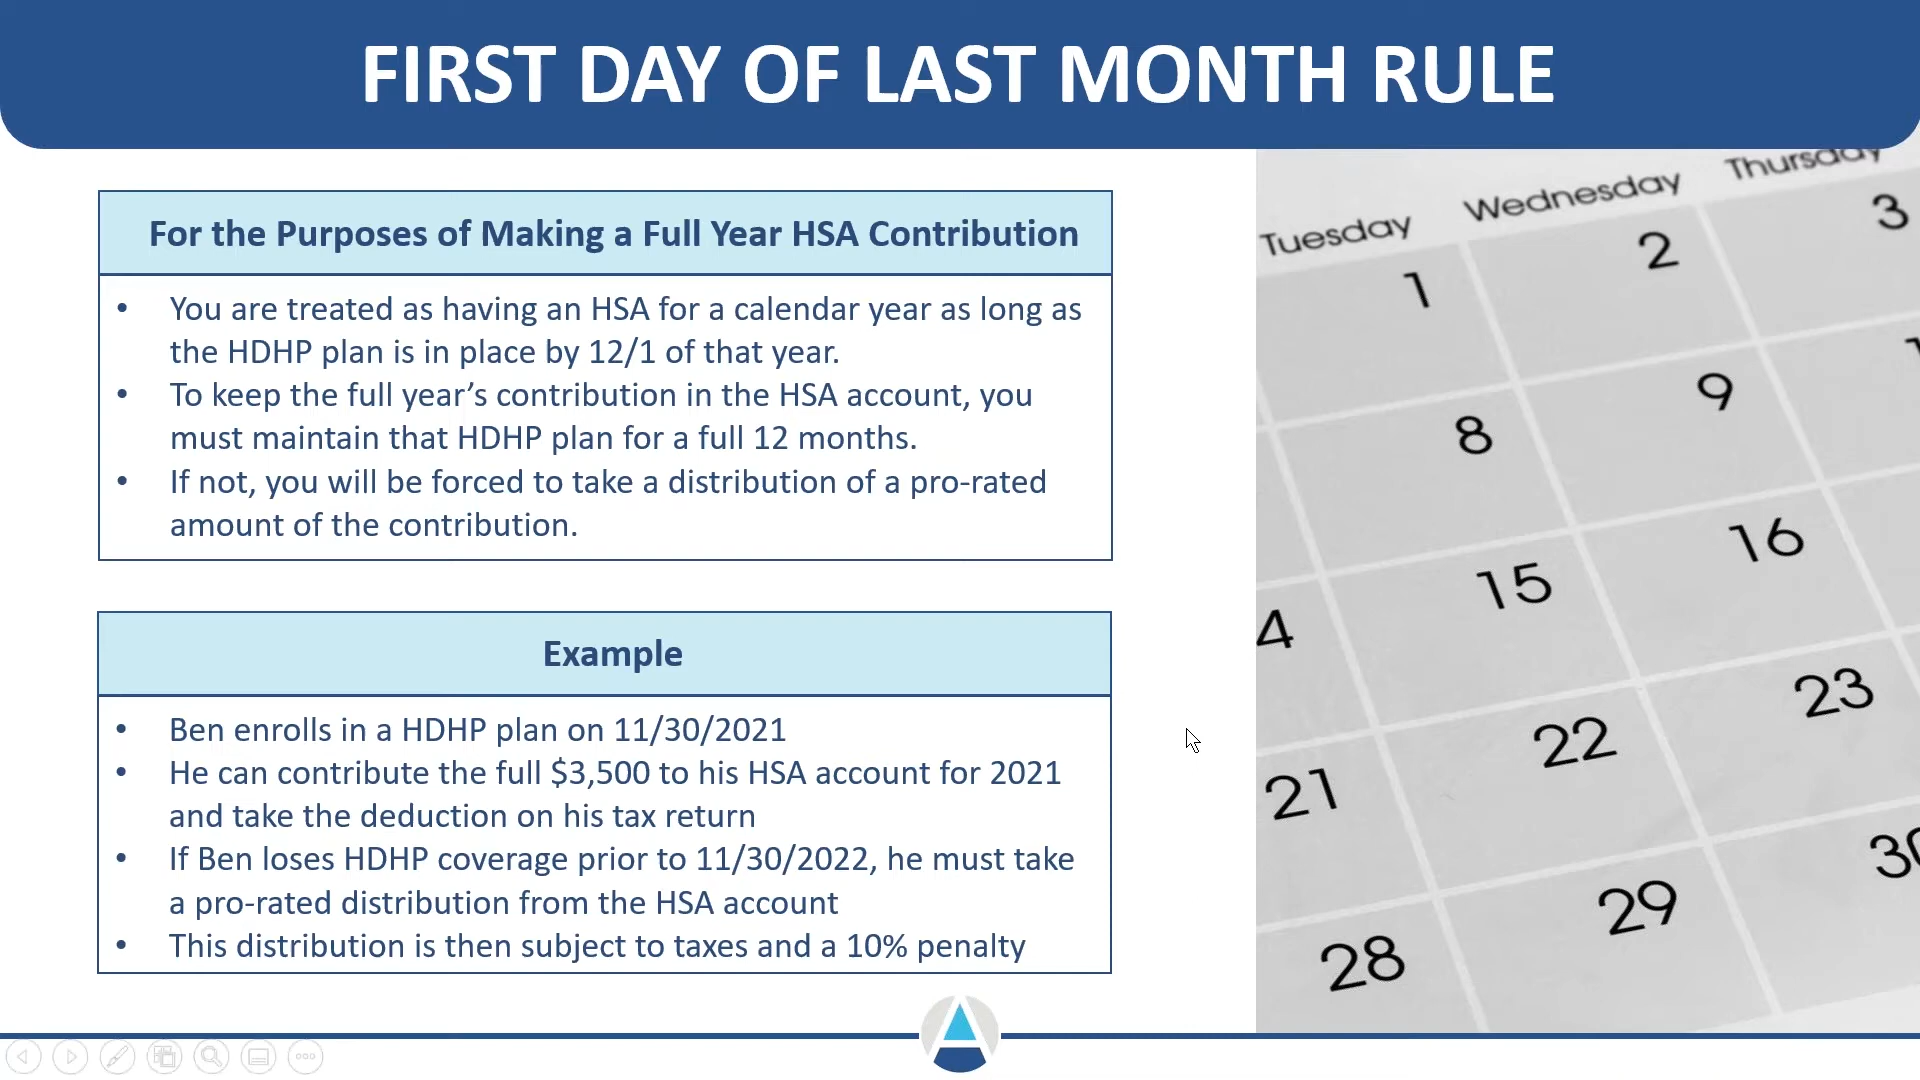 FIRST DAY OF LAST MONTH RULE
For the Purposes of Making a Full Year HSA Contribution
• You are treated as having an HSA for a calendar year as long as
the HDHP plan is in place by 12/1 of that year.
• To keep the full year’s contribution in the HSA account, you
must maintain that HDHP plan for a full 12 months.
• If not, you will be forced to take a distribution of a pro-rated
amount of the contribution.
Example
• Ben enrolls in a HDHP plan on 11/30/2021
• He can contribute the full $3,500 to his HSA account for 2021
and take the deduction on his tax return
• If Ben loses HDHP coverage prior to 11/30/2022, he must take
a pro-rated distribution from the HSA account
• This distribution is then subject to taxes and a 10% penalty
Tuesday Wednesday Thursday
1 2 3
8 9
4 15 16
21 22 23
28 29 30